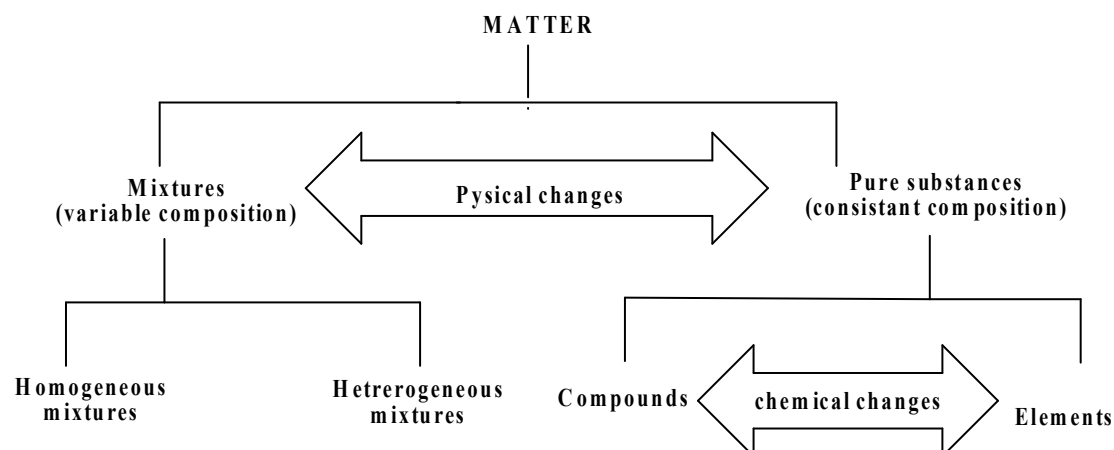 MATTER
Mixtures
(variable composition)
Pysical changes
Pure substances
(consistant composition)
Homogeneous
mixtures
Hetrerogeneous
mixtures
Compounds
chemical changes
Elements